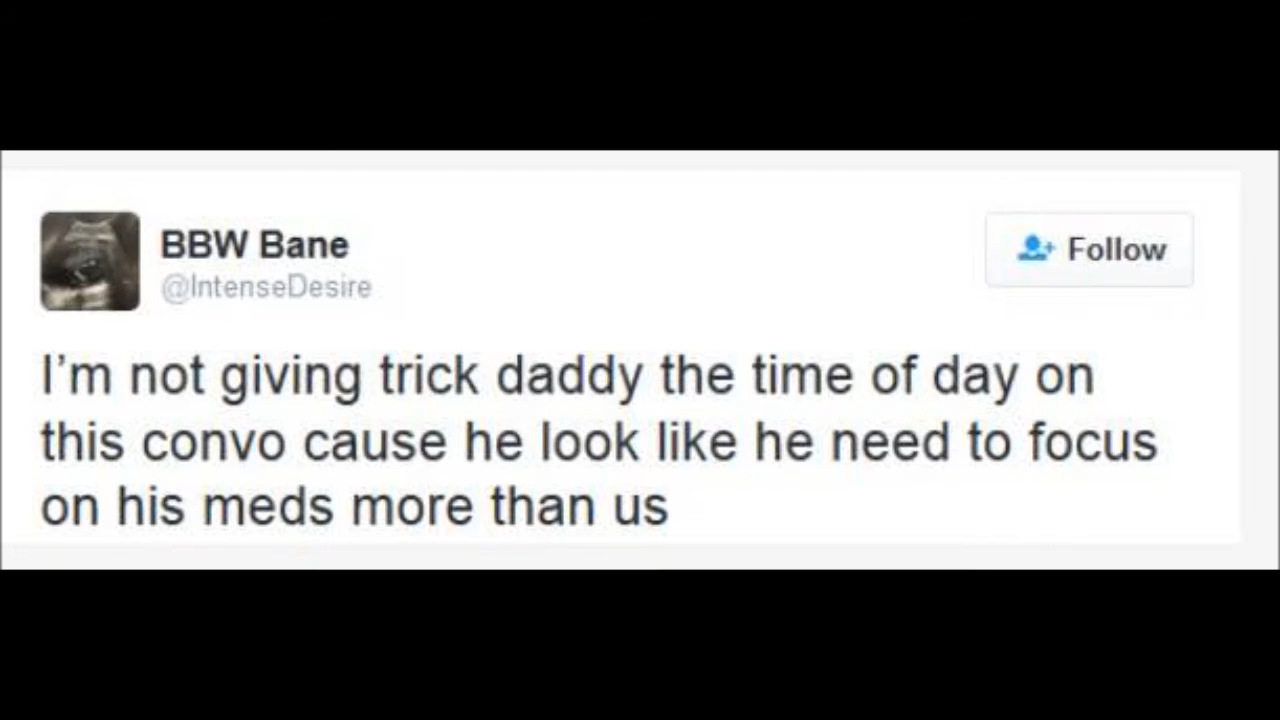 BBW Bane
@IntenseDesire
Follow
I’m not giving trick daddy the time of day on
this convo cause he look like he need to focus
on his meds more than us